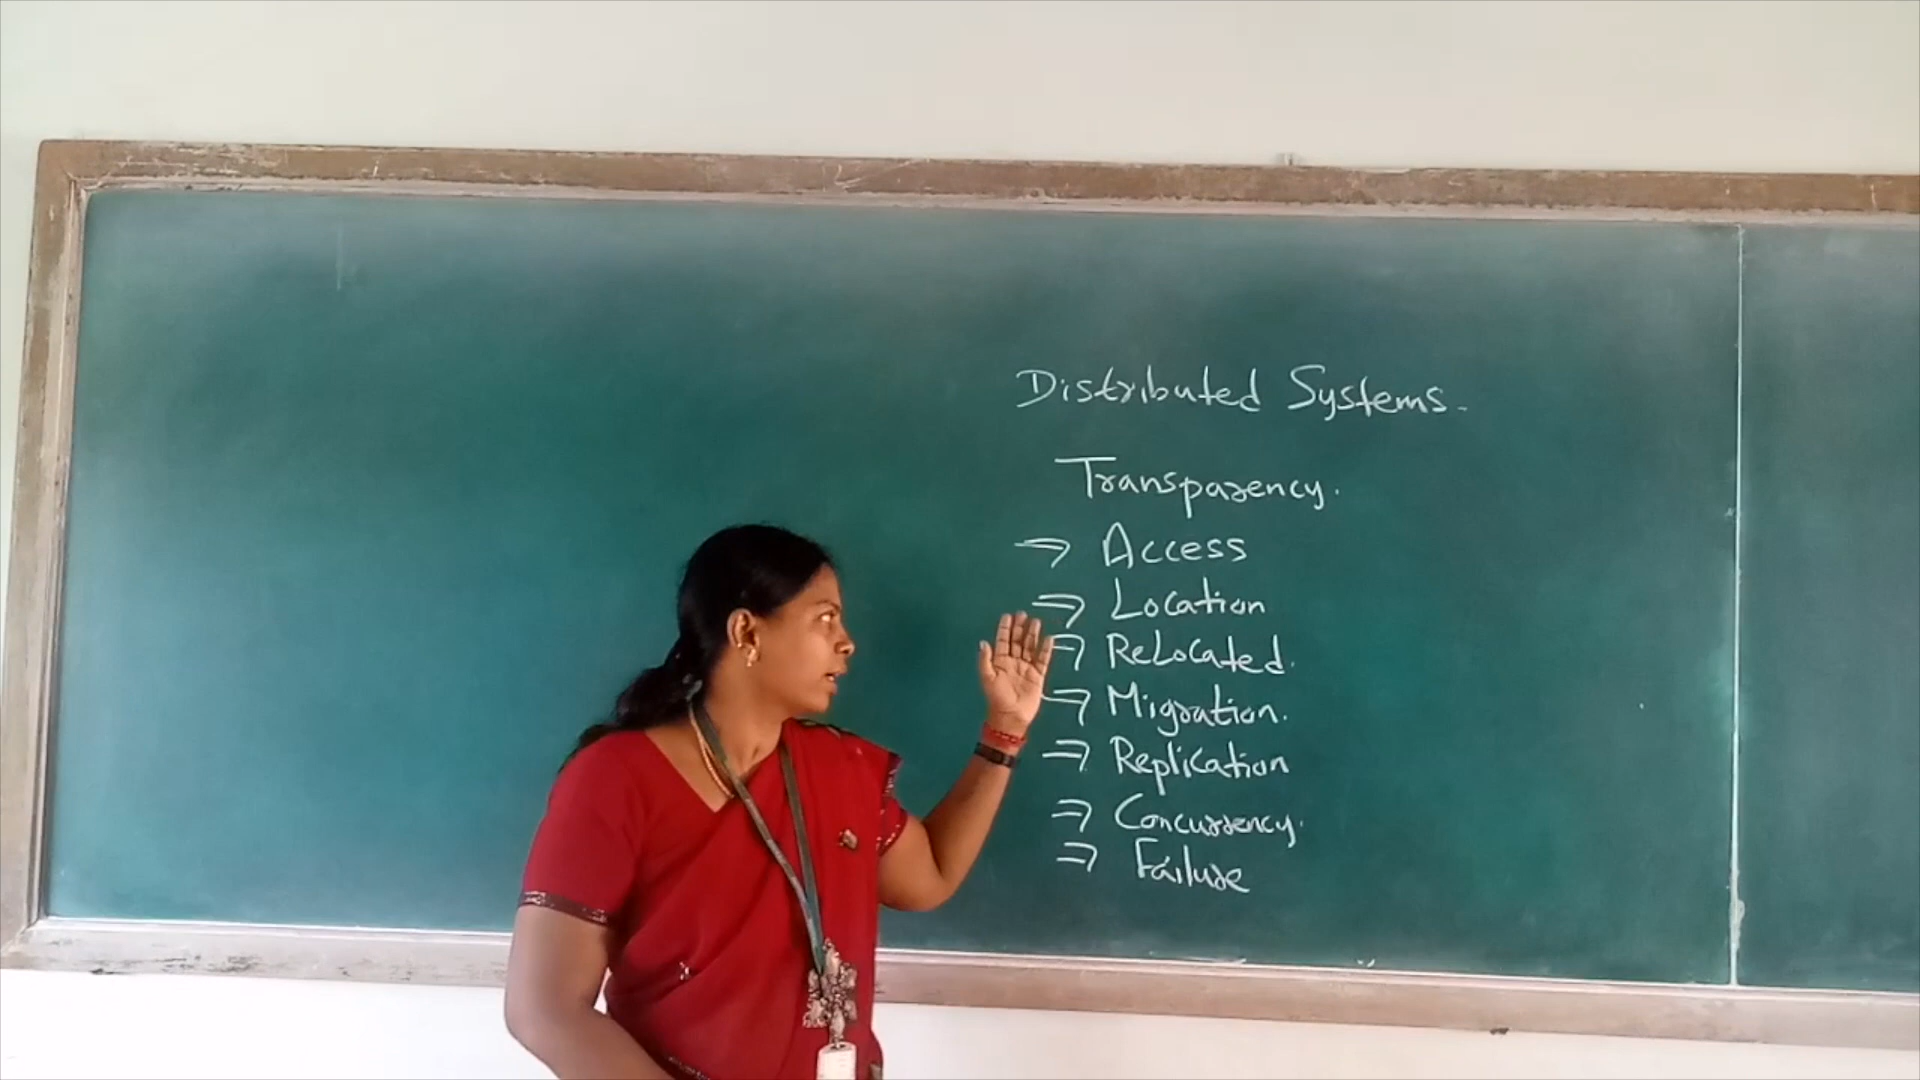 Distributed Systems.
Transparency.
⇒ Access
⇒ Location
⇒ ReLocated.
⇒ Migration.
⇒ Replication
⇒ Concurrency.
⇒ Failure